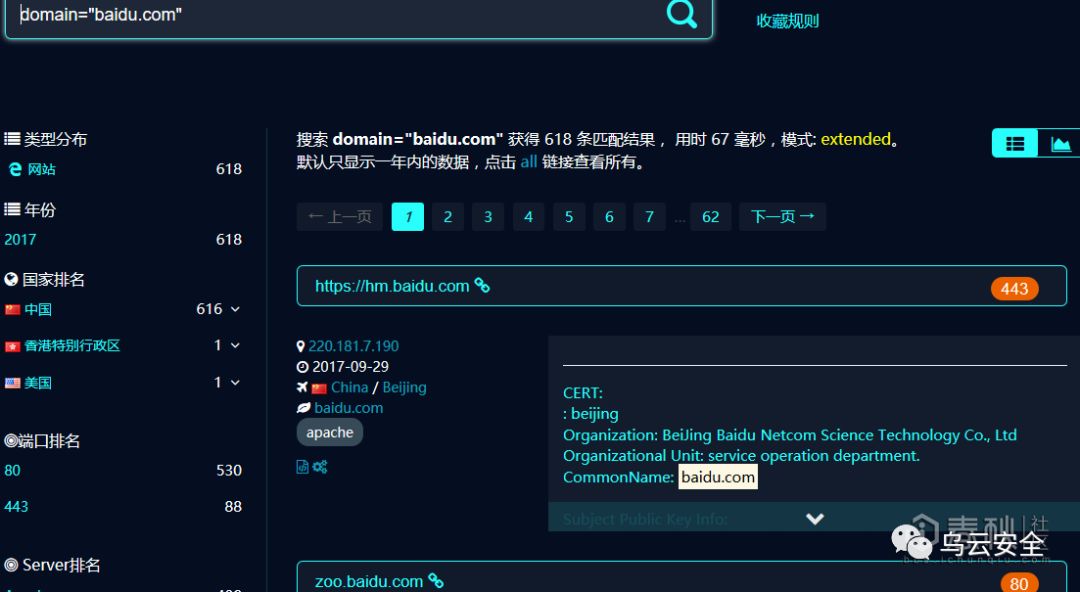 domain="baidu.com"
收藏规则
类型分布
网站 618
年份
2017 618
国家排名
中国 616
香港特别行政区 1
美国 1
端口排名
80 530
443 88
Server排名
搜索 domain="baidu.com" 获得 618 条匹配结果 ，用时 67 毫秒，模式: extended。
默认只显示一年内的数据，点击 all 链接查看所有。
← 上一页 1 2 3 4 5 6 7 ... 62 下一页 →
https://hm.baidu.com 443
220.181.7.190
2017-09-29
China / Beijing
baidu.com
apache
CERT:
: beijing
Organization: BeiJing Baidu Netcom Science Technology Co., Ltd
Organizational Unit: service operation department.
CommonName: baidu.com
Subject Public Key Info:
zoo.baidu.com 80
春秋 社区
乌云安全